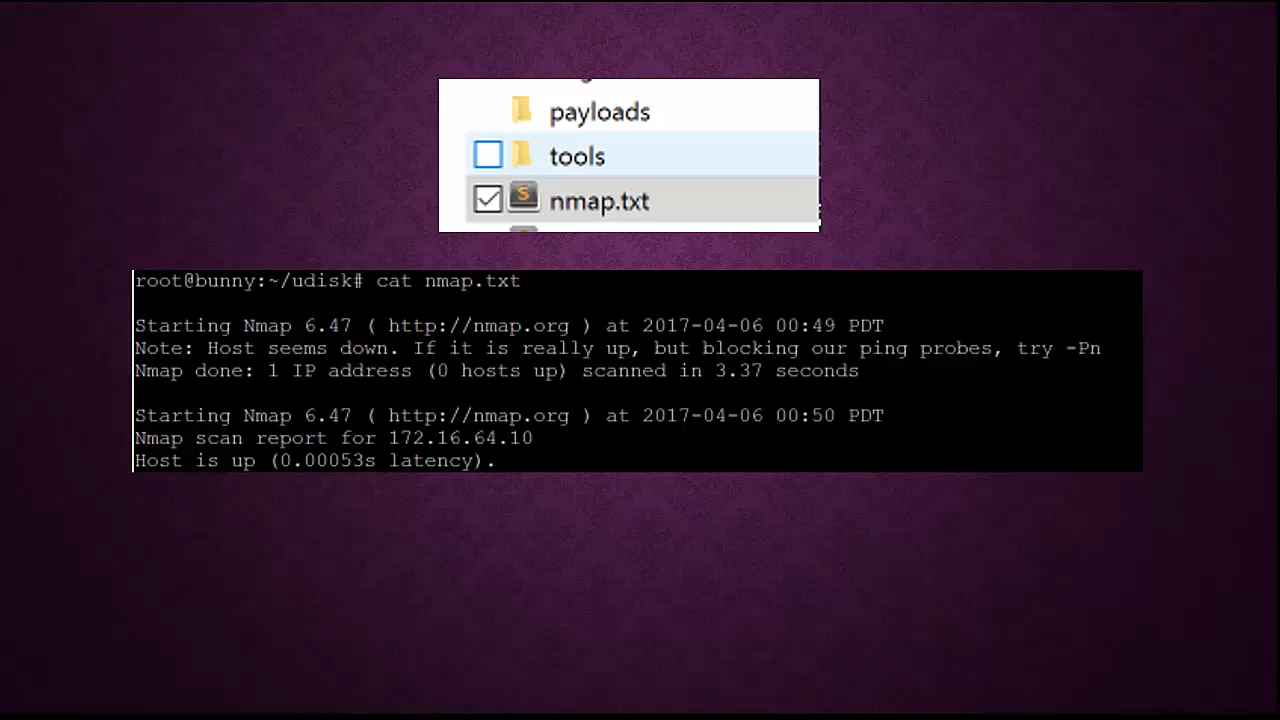 payloads
tools
nmap.txt
root@bunny:~/udisk# cat nmap.txt
Starting Nmap 6.47 ( http://nmap.org ) at 2017-04-06 00:49 PDT
Note: Host seems down. If it is really up, but blocking our ping probes, try -Pn
Nmap done: 1 IP address (0 hosts up) scanned in 3.37 seconds
Starting Nmap 6.47 ( http://nmap.org ) at 2017-04-06 00:50 PDT
Nmap scan report for 172.16.64.10
Host is up (0.00053s latency).